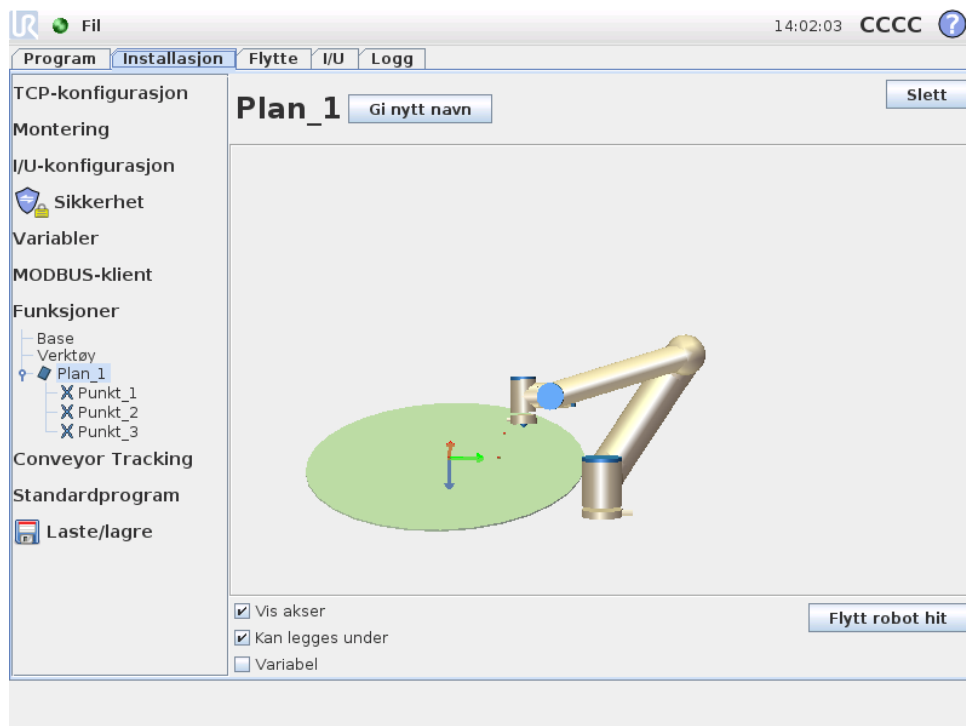 UR Fil 14:02:03 CCCC ?
Program Installasjon Flytte I/U Logg
TCP-konfigurasjon
Montering
I/U-konfigurasjon
Sikkerhet
Variabler
MODBUS-klient
Funksjoner
Base
Verktøy
Plan_1
Punkt_1
Punkt_2
Punkt_3
Conveyor Tracking
Standardprogram
Laste/lagre
Plan_1 Gi nytt navn Slett
Vis akser
Kan legges under
Variabel
Flytt robot hit